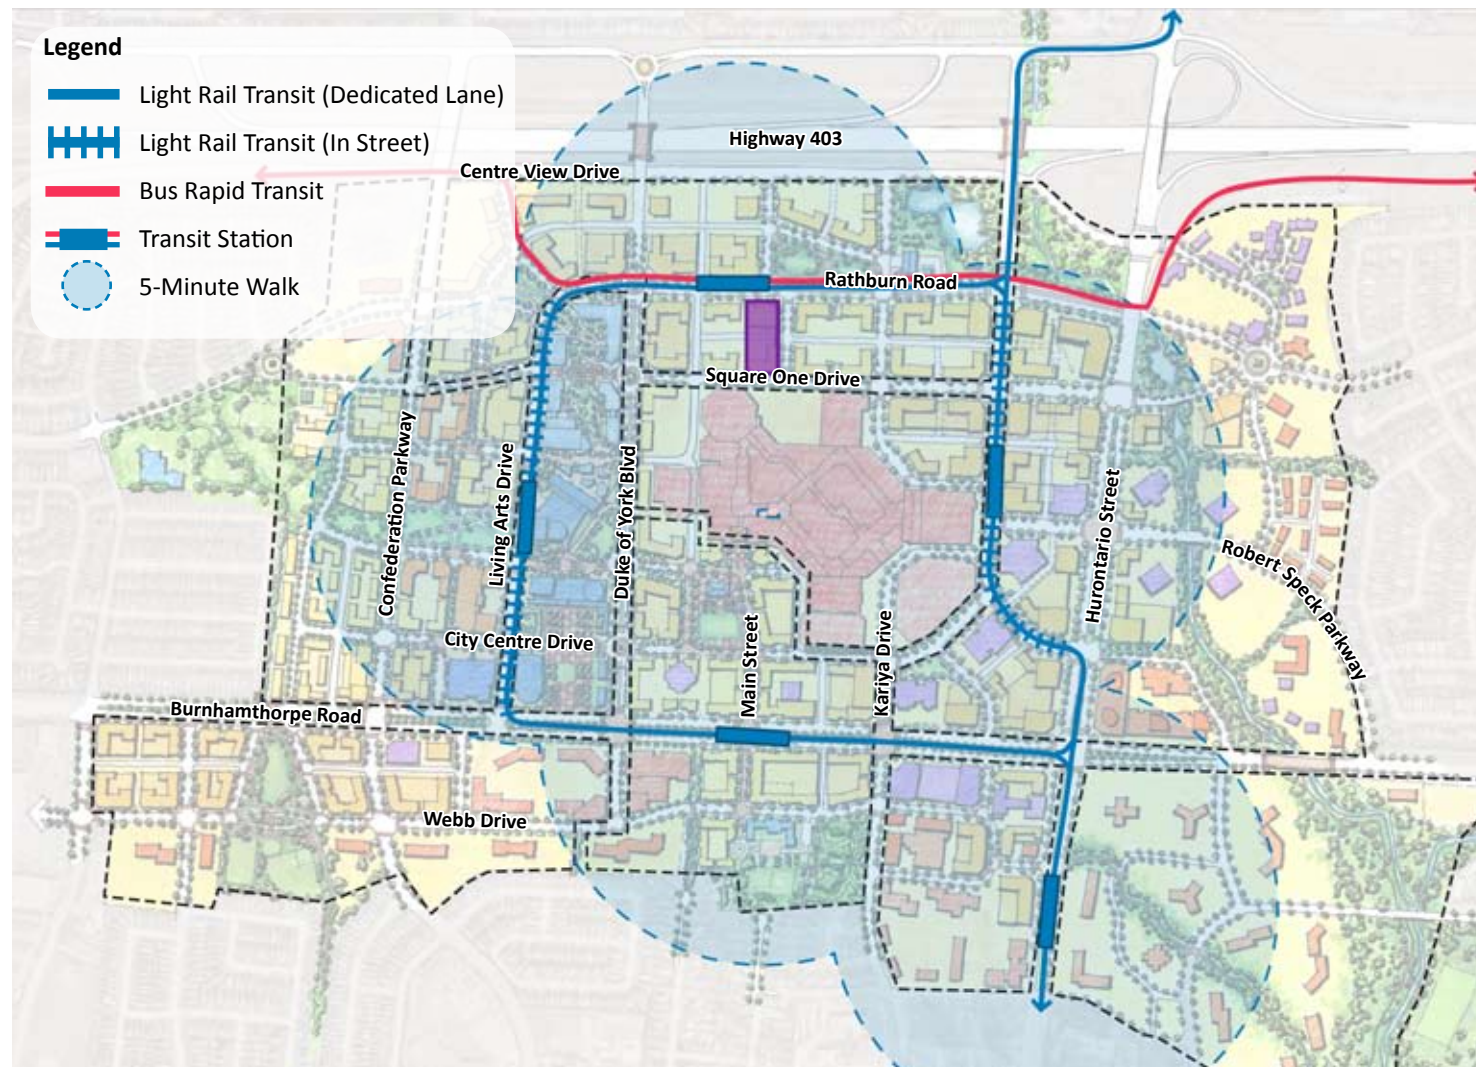 Legend
Light Rail Transit (Dedicated Lane)
Light Rail Transit (In Street)
Bus Rapid Transit
Transit Station
5-Minute Walk
Highway 403
Centre View Drive
Rathburn Road
Square One Drive
Confederation Parkway
Living Arts Drive
Duke of York Blvd
Hurontario Street
Robert Speck Parkway
City Centre Drive
Main Street
Kariya Drive
Burnhamthorpe Road
Webb Drive